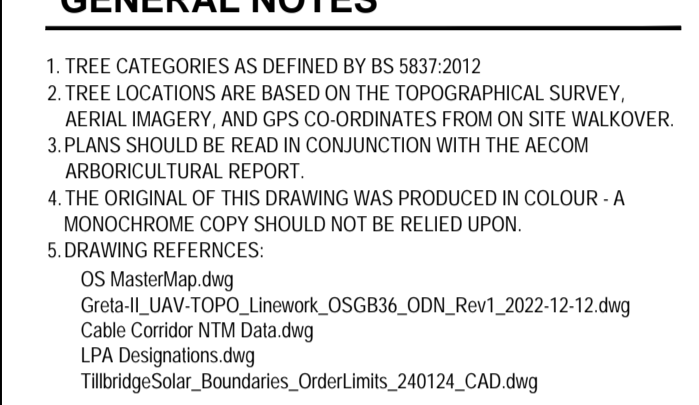 GENERAL NOTES
1. TREE CATEGORIES AS DEFINED BY BS 5837:2012
2. TREE LOCATIONS ARE BASED ON THE TOPOGRAPHICAL SURVEY,
AERIAL IMAGERY, AND GPS CO-ORDINATES FROM ON SITE WALKOVER.
3. PLANS SHOULD BE READ IN CONJUNCTION WITH THE AECOM
ARBORICULTURAL REPORT.
4. THE ORIGINAL OF THIS DRAWING WAS PRODUCED IN COLOUR - A
MONOCHROME COPY SHOULD NOT BE RELIED UPON.
5. DRAWING REFERNCES:
OS MasterMap.dwg
Greta-II_UAV-TOPO_Linework_OSGB36_ODN_Rev1_2022-12-12.dwg
Cable Corridor NTM Data.dwg
LPA Designations.dwg
TillbridgeSolar_Boundaries_OrderLimits_240124_CAD.dwg